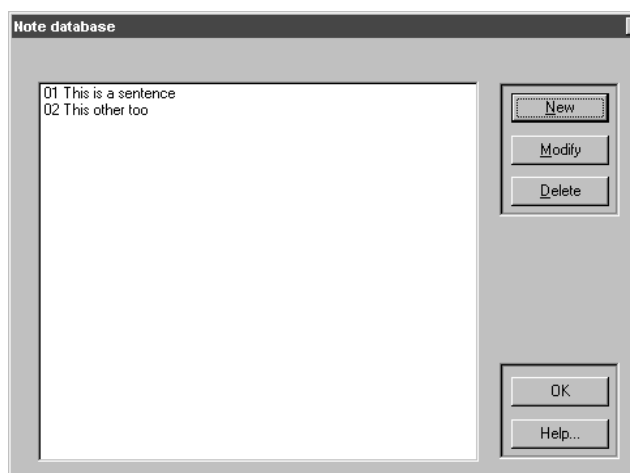 Note database
01 This is a sentence
02 This other too
New
Modify
Delete
OK
Help...